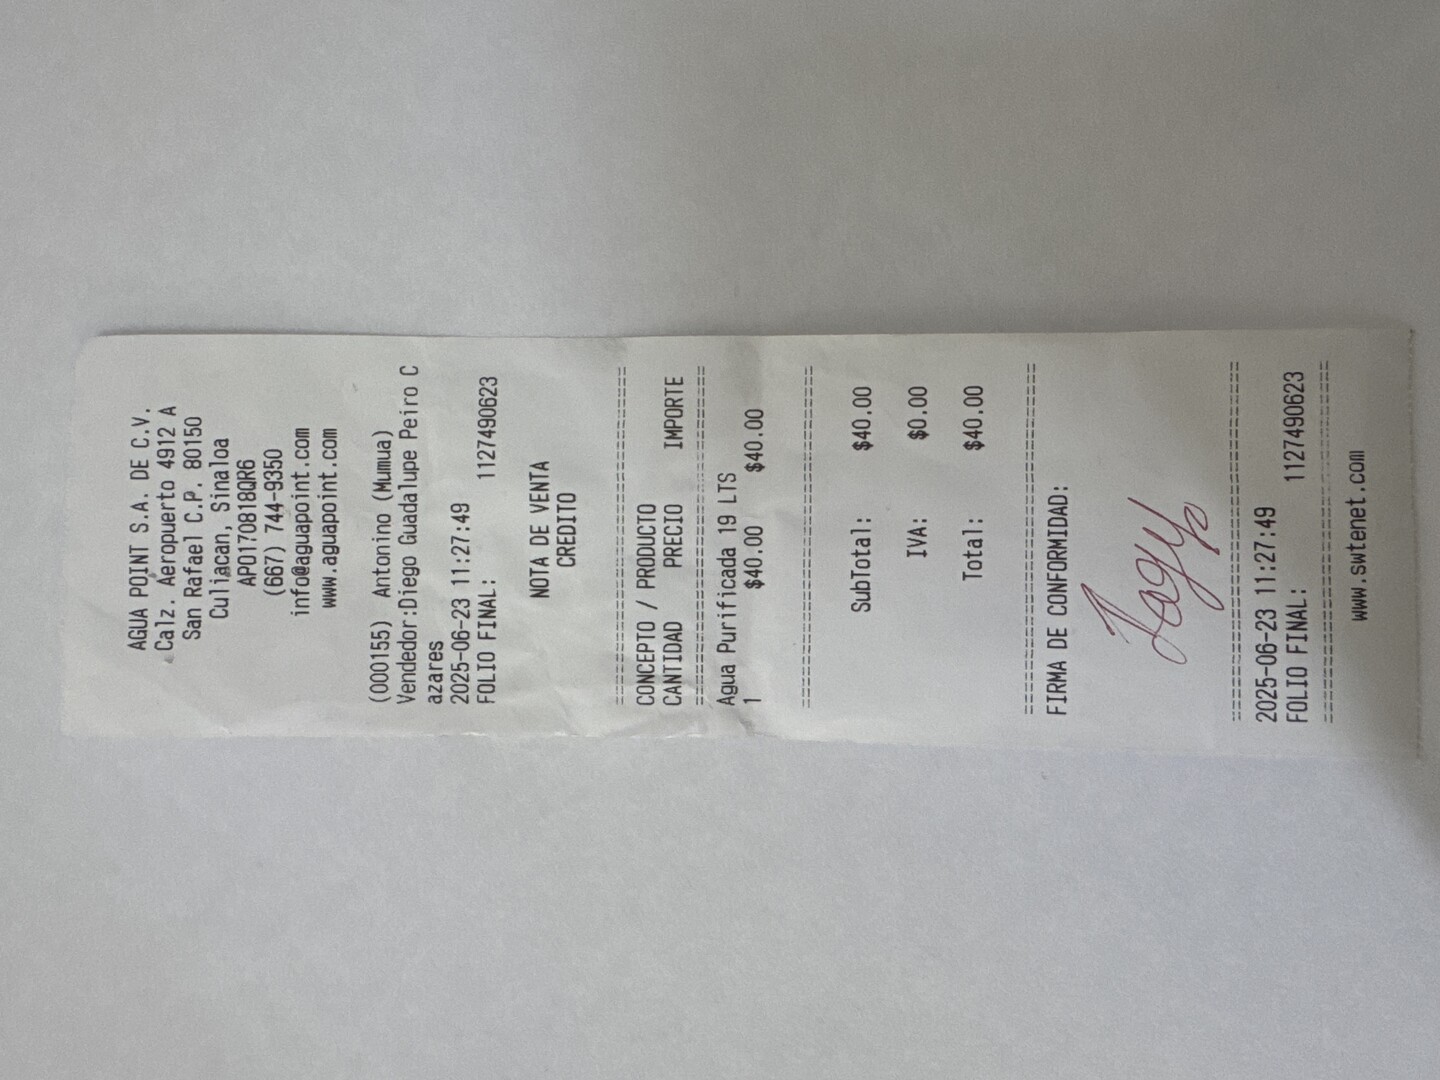 AGUA POINT S.A. DE C.V.
Calz. Aeropuerto 4912 A
San Rafael C.P. 80150
Culiacan, Sinaloa
APO170818QR6
(667) 744-9350
info@aguapoint.com
www.aguapoint.com
(000155) Antonino (Mumua)
Vendedor:Diego Guadalupe Peiro C
azares
2025-06-23 11:27:49
FOLIO FINAL: 1127490623
NOTA DE VENTA
CREDITO
================================
CONCEPTO / PRODUCTO
CANTIDAD PRECIO IMPORTE
================================
Agua Purificada 19 LTS
1 $40.00 $40.00
================================
SubTotal: $40.00
IVA: $0.00
Total: $40.00
================================
FIRMA DE CONFORMIDAD:
================================
2025-06-23 11:27:49
FOLIO FINAL: 1127490623
================================
www.swtenet.com